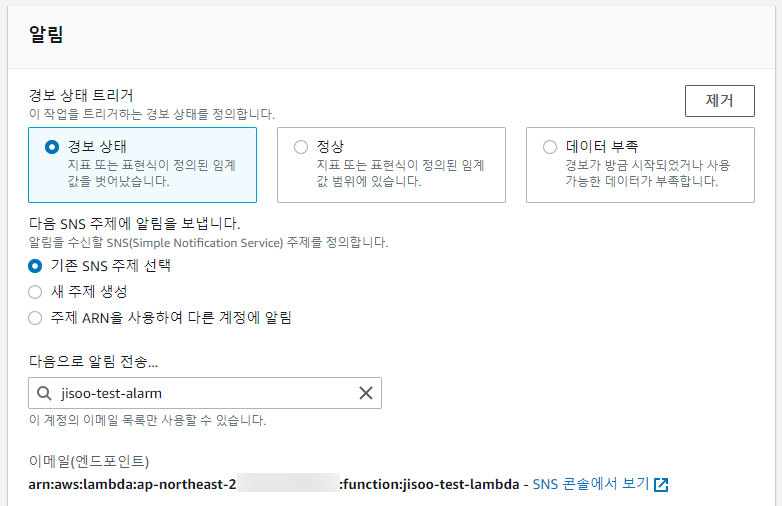 알림
경보 상태 트리거
이 작업을 트리거하는 경보 상태를 정의합니다.
제거
경보 상태
지표 또는 표현식이 정의된 임계
값을 벗어났습니다.
정상
지표 또는 표현식이 정의된 임계
값 범위에 있습니다.
데이터 부족
경보가 방금 시작되었거나 사용
가능한 데이터가 부족합니다.
다음 SNS 주제에 알림을 보냅니다.
알림을 수신할 SNS(Simple Notification Service) 주제를 정의합니다.
기존 SNS 주제 선택
새 주제 생성
주제 ARN을 사용하여 다른 계정에 알림
다음으로 알림 전송...
jisoo-test-alarm
이 계정의 이메일 목록만 사용할 수 있습니다.
이메일(엔드포인트)
arn:aws:lambda:ap-northeast-2 :function:jisoo-test-lambda - SNS 콘솔에서 보기